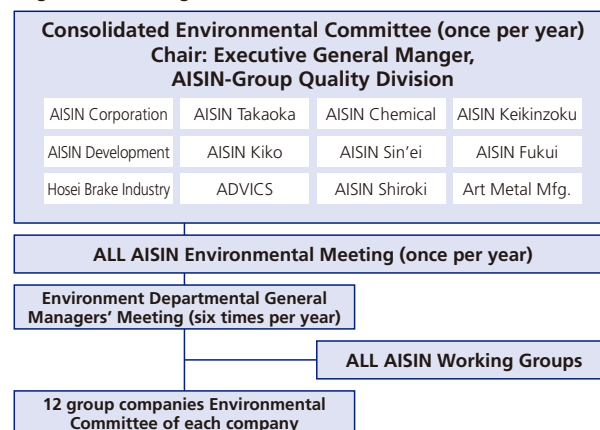 Consolidated Environmental Committee (once per year)
Chair: Executive General Manger,
AISIN-Group Quality Division
AISIN Corporation AISIN Takaoka AISIN Chemical AISIN Keikinzoku
AISIN Development AISIN Kiko AISIN Sin'ei AISIN Fukui
Hosei Brake Industry ADVICS AISIN Shiroki Art Metal Mfg.
ALL AISIN Environmental Meeting (once per year)
Environment Departmental General
Managers' Meeting (six times per year)
ALL AISIN Working Groups
12 group companies Environmental
Committee of each company